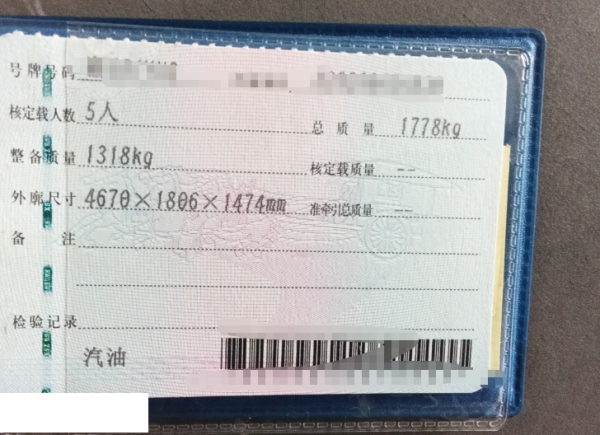 号牌号码
核定载人数 5人 总质量 1778kg
整备质量 1318kg 核定载质量 --
外廓尺寸 4670×1806×1474mm 准牵引总质量 --
备注
检验记录
汽油